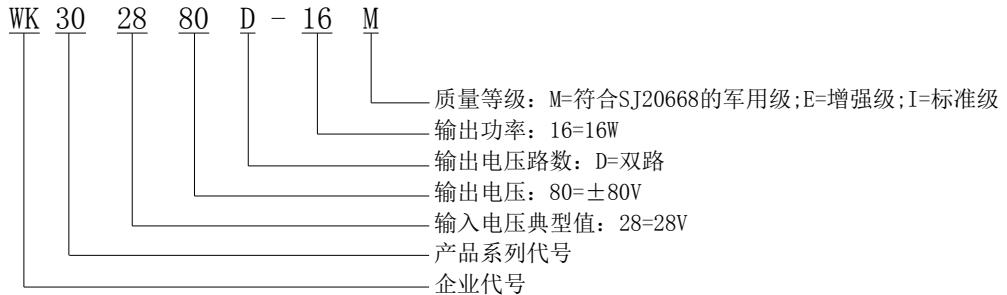 WK 30 28 80 D - 16 M
质量等级：M=符合SJ20668的军用级;E=增强级;I=标准级
输出功率：16=16W
输出电压路数：D=双路
输出电压：80=±80V
输入电压典型值：28=28V
产品系列代号
企业代号